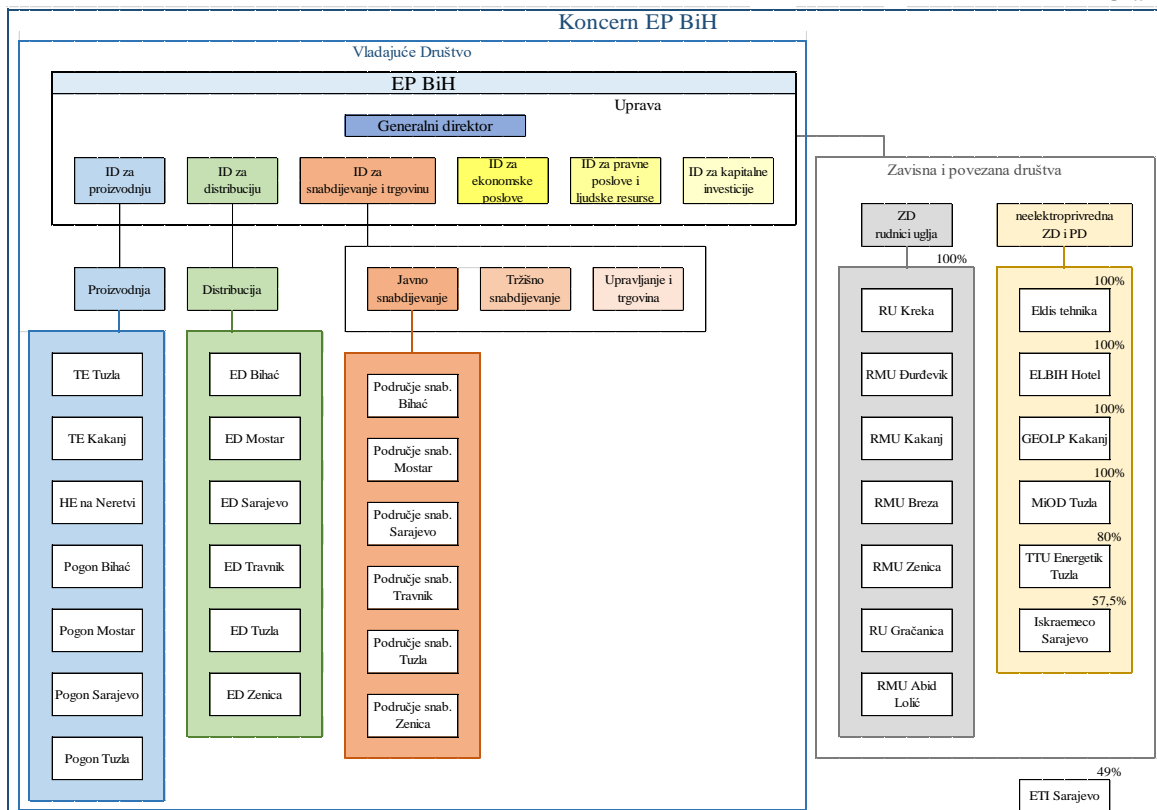 Koncern EP BiH
Vladajuće Društvo
EP BiH
Uprava
Generalni direktor
ID za
proizvodnju
ID za
distribuciju
ID za
snabdijevanje i trgovinu
ID za
ekonomske
poslove
ID za pravne
poslove i
ljudske resurse
ID za kapitalne
investicije
Proizvodnja
Distribucija
Javno
snabdijevanje
Tržišno
snabdijevanje
Upravljanje i
trgovina
TE Tuzla
TE Kakanj
HE na Neretvi
Pogon Bihać
Pogon Mostar
Pogon Sarajevo
Pogon Tuzla
ED Bihać
ED Mostar
ED Sarajevo
ED Travnik
ED Tuzla
ED Zenica
Područje snab.
Bihać
Područje snab.
Mostar
Područje snab.
Sarajevo
Područje snab.
Travnik
Područje snab.
Tuzla
Područje snab.
Zenica
Zavisna i povezana društva
ZD
rudnici uglja
100%
RU Kreka
RMU Đurđevik
RMU Kakanj
RMU Breza
RMU Zenica
RU Gračanica
RMU Abid
Lolić
neelektroprivredna
ZD i PD
100%
Eldis tehnika
100%
ELBIH Hotel
100%
GEOLP Kakanj
100%
MiOD Tuzla
80%
TTU Energetik
Tuzla
57,5%
Iskraemeco
Sarajevo
49%
ETI Sarajevo